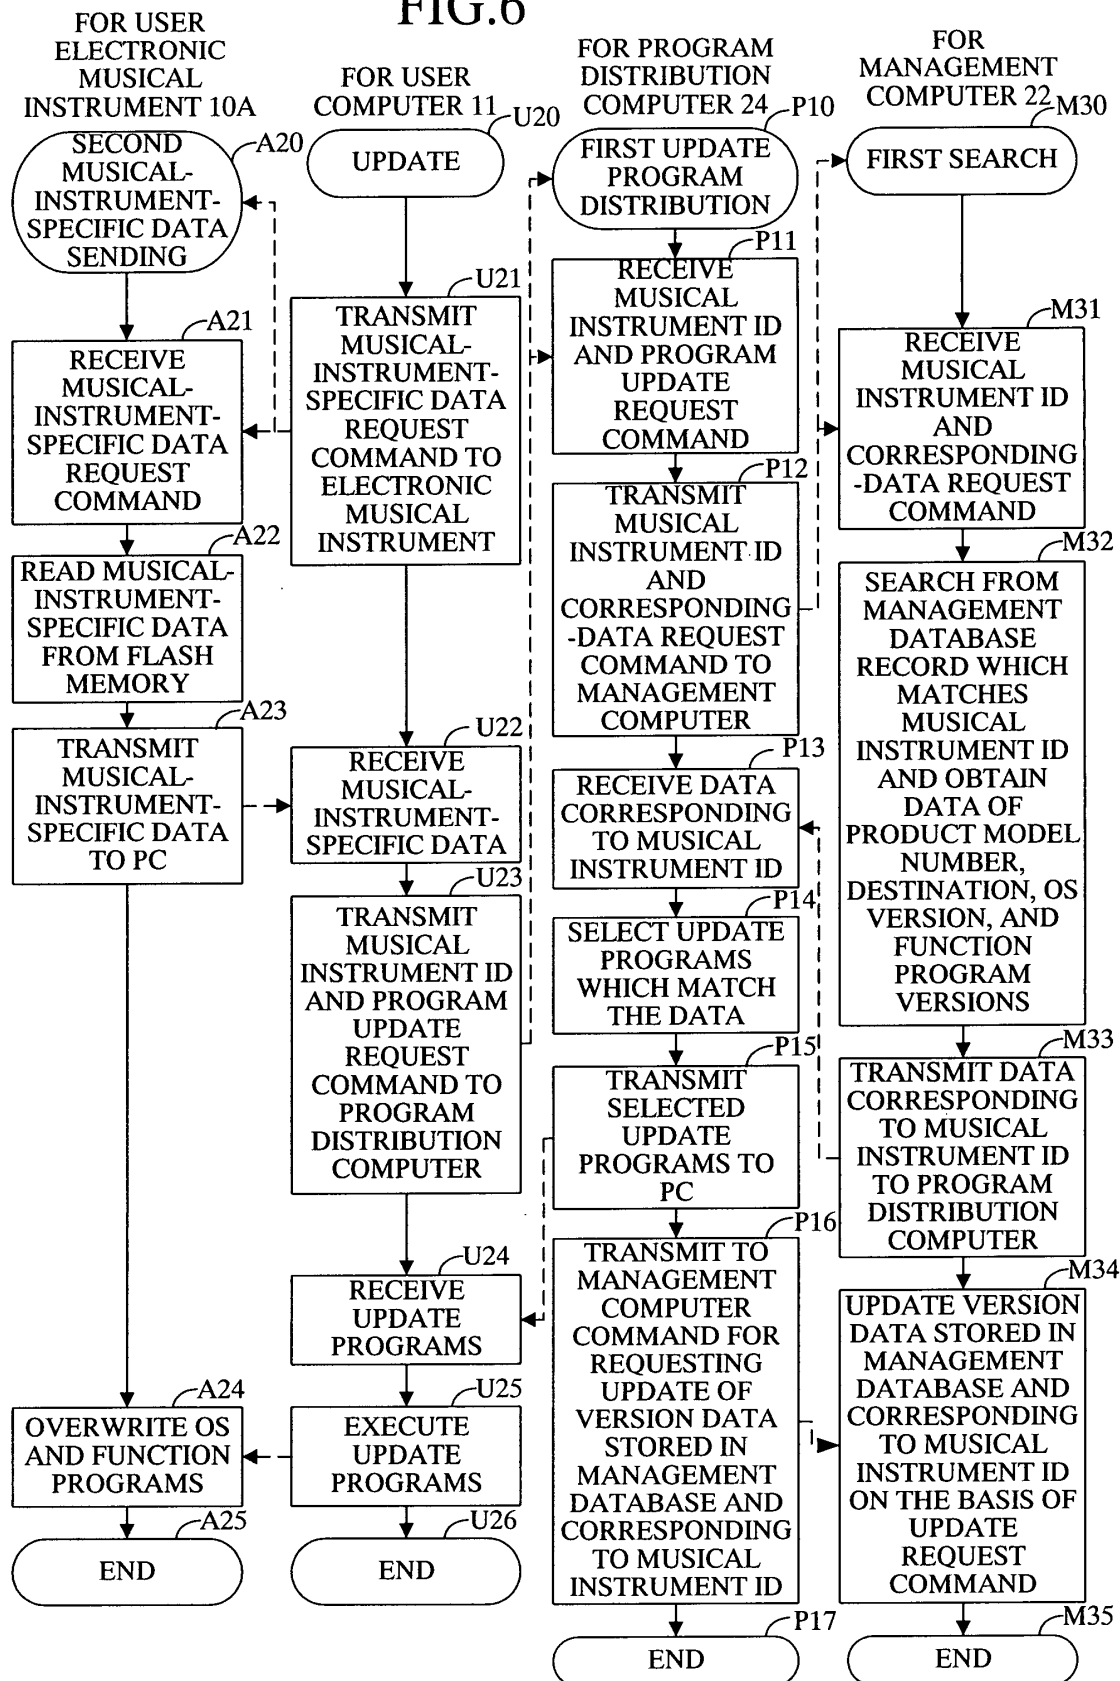 FIG.6
FOR USER
ELECTRONIC
MUSICAL
INSTRUMENT 10A
SECOND
MUSICAL-
INSTRUMENT-
SPECIFIC DATA
SENDING
A20
A21
RECEIVE
MUSICAL-
INSTRUMENT-
SPECIFIC DATA
REQUEST
COMMAND
A22
READ MUSICAL-
INSTRUMENT-
SPECIFIC DATA
FROM FLASH
MEMORY
A23
TRANSMIT
MUSICAL-
INSTRUMENT-
SPECIFIC DATA
TO PC
A24
OVERWRITE OS
AND FUNCTION
PROGRAMS
A25
END
FOR USER
COMPUTER 11
U20
UPDATE
U21
TRANSMIT
MUSICAL-
INSTRUMENT-
SPECIFIC DATA
REQUEST
COMMAND TO
ELECTRONIC
MUSICAL
INSTRUMENT
U22
RECEIVE
MUSICAL-
INSTRUMENT-
SPECIFIC DATA
U23
TRANSMIT
MUSICAL
INSTRUMENT ID
AND PROGRAM
UPDATE
REQUEST
COMMAND TO
PROGRAM
DISTRIBUTION
COMPUTER
U24
RECEIVE
UPDATE
PROGRAMS
U25
EXECUTE
UPDATE
PROGRAMS
U26
END
FOR PROGRAM
DISTRIBUTION
COMPUTER 24
P10
FIRST UPDATE
PROGRAM
DISTRIBUTION
P11
RECEIVE
MUSICAL
INSTRUMENT ID
AND PROGRAM
UPDATE
REQUEST
COMMAND
P12
TRANSMIT
MUSICAL
INSTRUMENT ID
AND
CORRESPONDING
-DATA REQUEST
COMMAND TO
MANAGEMENT
COMPUTER
P13
RECEIVE DATA
CORRESPONDING
TO MUSICAL
INSTRUMENT ID
P14
SELECT UPDATE
PROGRAMS
WHICH MATCH
THE DATA
P15
TRANSMIT
SELECTED
UPDATE
PROGRAMS TO
PC
P16
TRANSMIT TO
MANAGEMENT
COMPUTER
COMMAND FOR
REQUESTING
UPDATE OF
VERSION DATA
STORED IN
MANAGEMENT
DATABASE AND
CORRESPONDING
TO MUSICAL
INSTRUMENT ID
P17
END
FOR
MANAGEMENT
COMPUTER 22
M30
FIRST SEARCH
M31
RECEIVE
MUSICAL
INSTRUMENT ID
AND
CORRESPONDING
-DATA REQUEST
COMMAND
M32
SEARCH FROM
MANAGEMENT
DATABASE
RECORD WHICH
MATCHES
MUSICAL
INSTRUMENT ID
AND OBTAIN
DATA OF
PRODUCT MODEL
NUMBER,
DESTINATION, OS
VERSION, AND
FUNCTION
PROGRAM
VERSIONS
M33
TRANSMIT DATA
CORRESPONDING
TO MUSICAL
INSTRUMENT ID
TO PROGRAM
DISTRIBUTION
COMPUTER
M34
UPDATE VERSION
DATA STORED IN
MANAGEMENT
DATABASE AND
CORRESPONDING
TO MUSICAL
INSTRUMENT ID
ON THE BASIS OF
UPDATE
REQUEST
COMMAND
M35
END